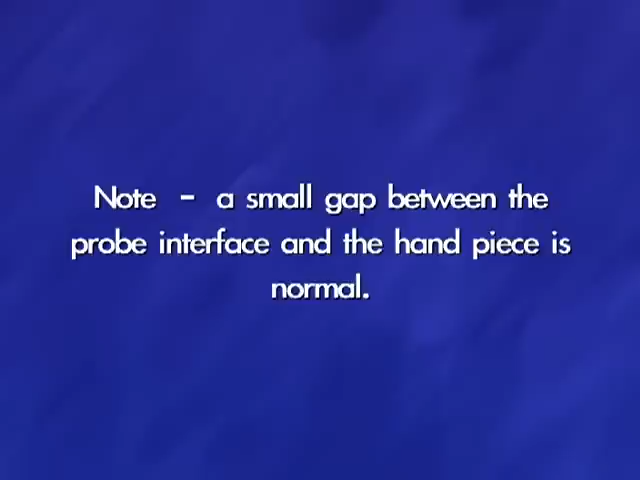 Note - a small gap between the
probe interface and the hand piece is
normal.